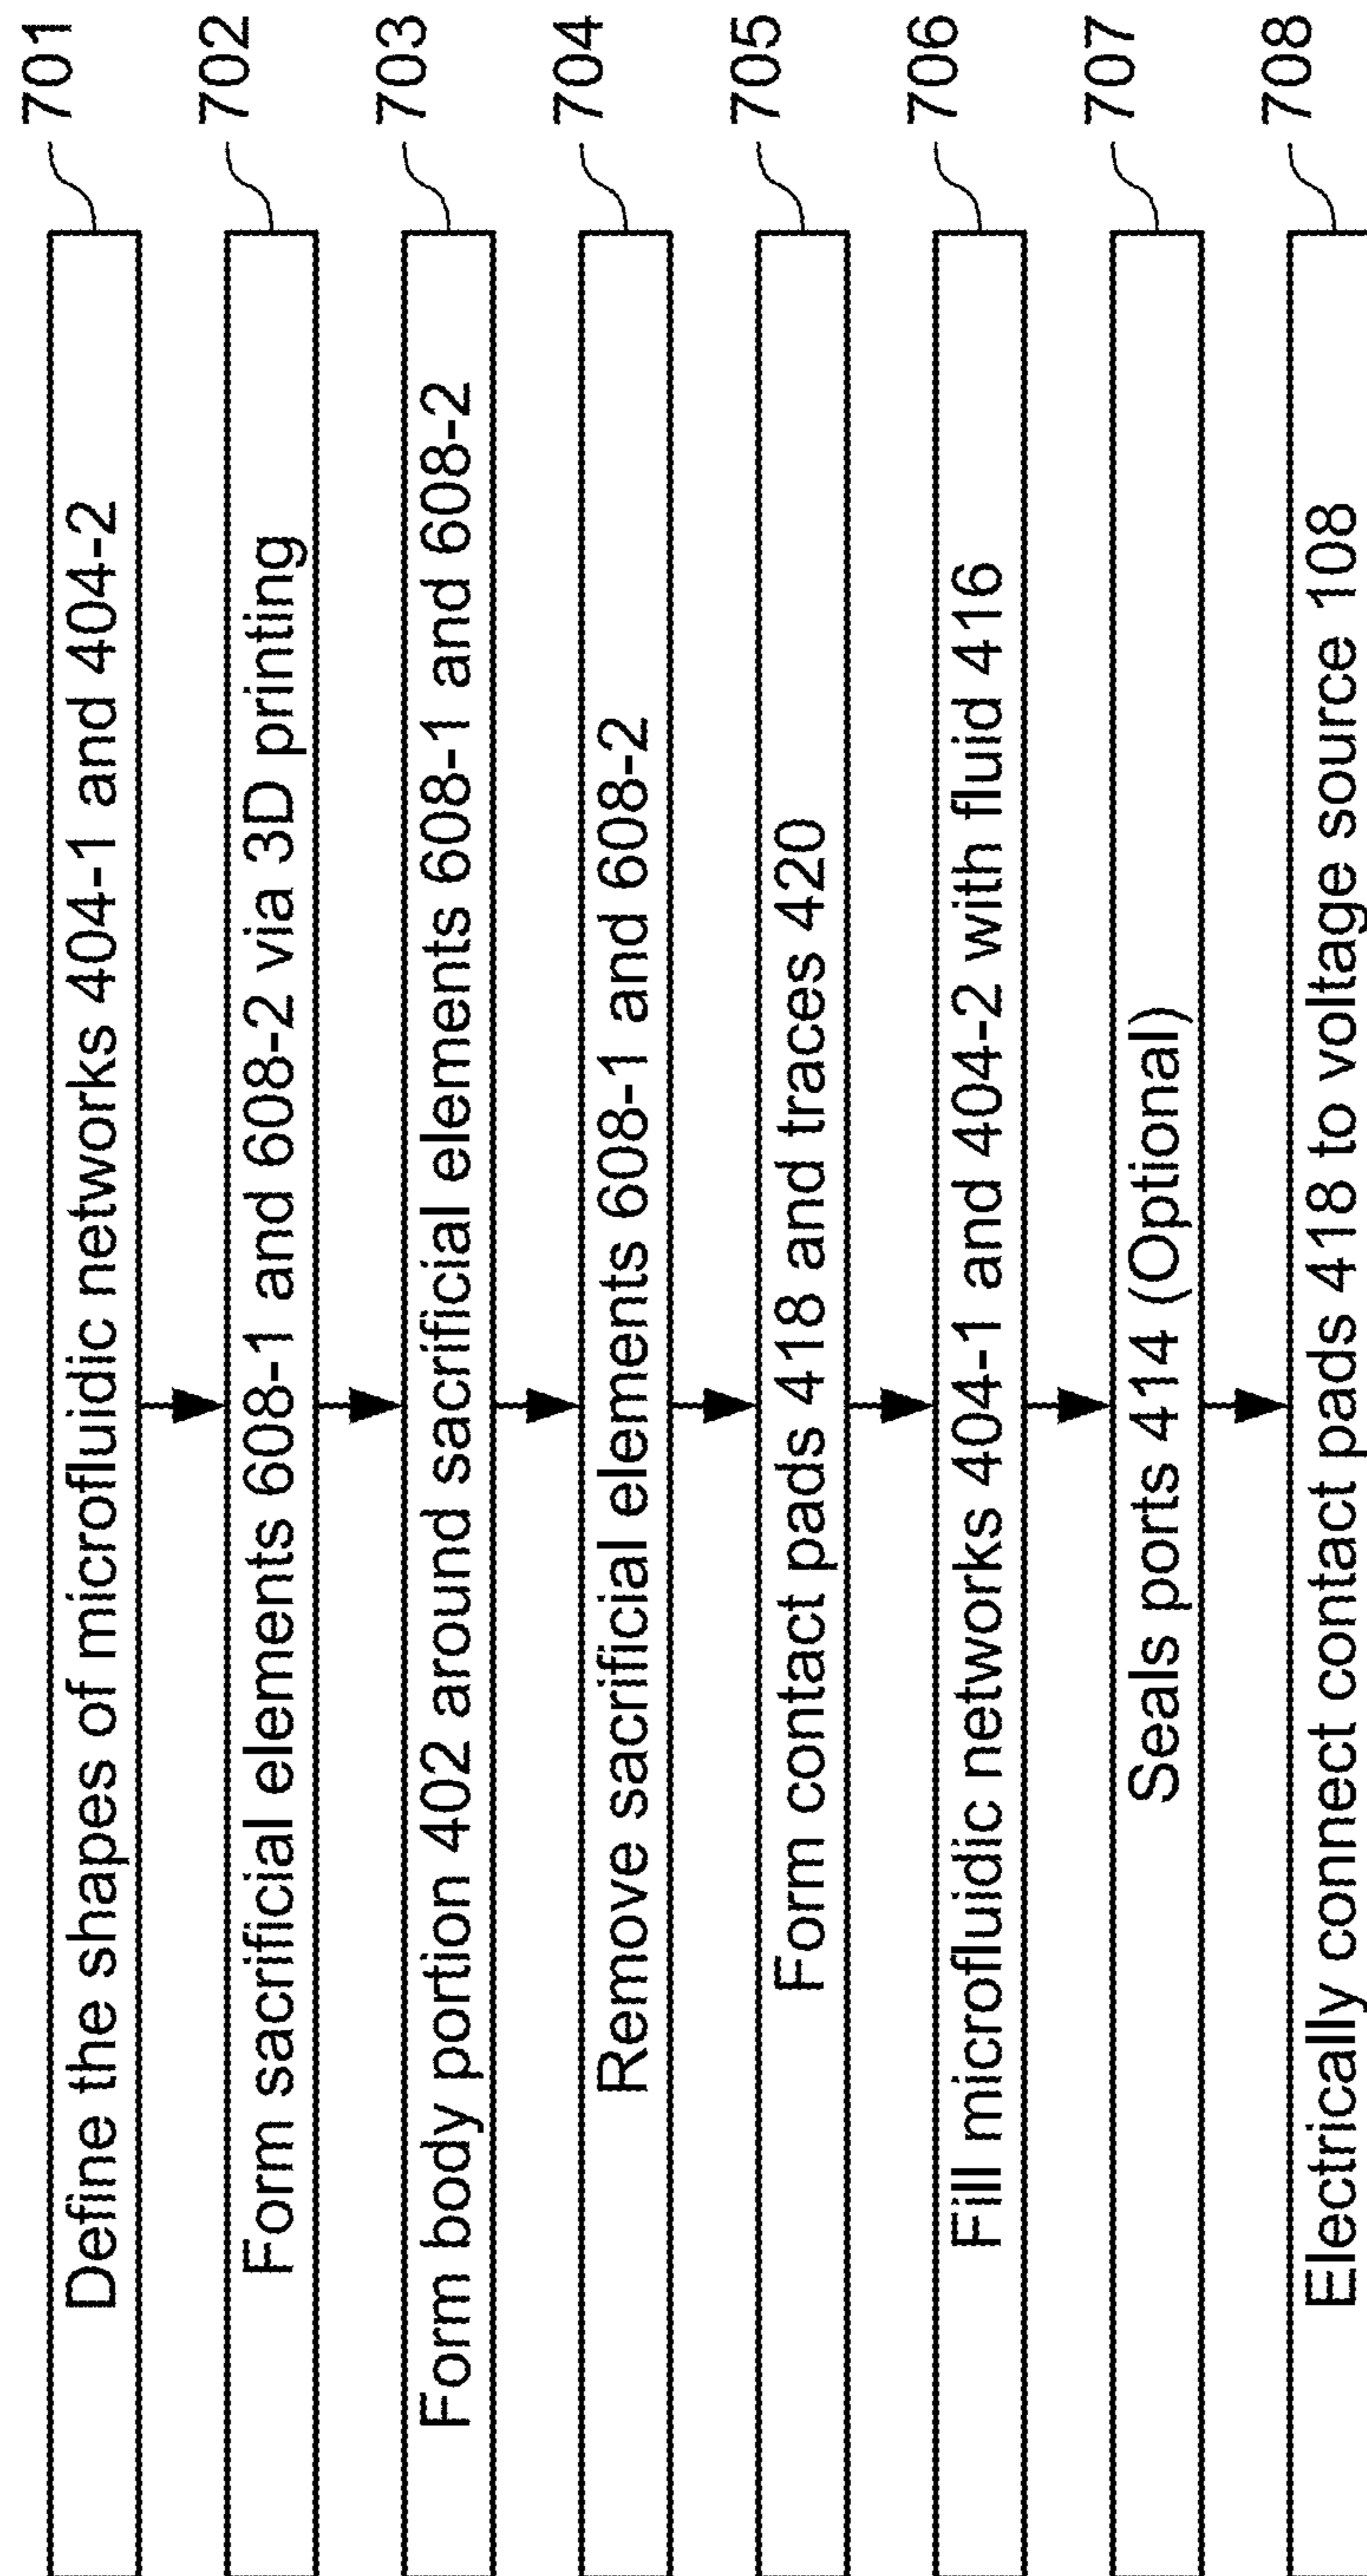 701
Define the shapes of microfluidic networks 404-1 and 404-2
702
Form sacrificial elements 608-1 and 608-2 via 3D printing
703
Form body portion 402 around sacrificial elements 608-1 and 608-2
704
Remove sacrificial elements 608-1 and 608-2
705
Form contact pads 418 and traces 420
706
Fill microfluidic networks 404-1 and 404-2 with fluid 416
707
Seals ports 414 (Optional)
708
Electrically connect contact pads 418 to voltage source 108